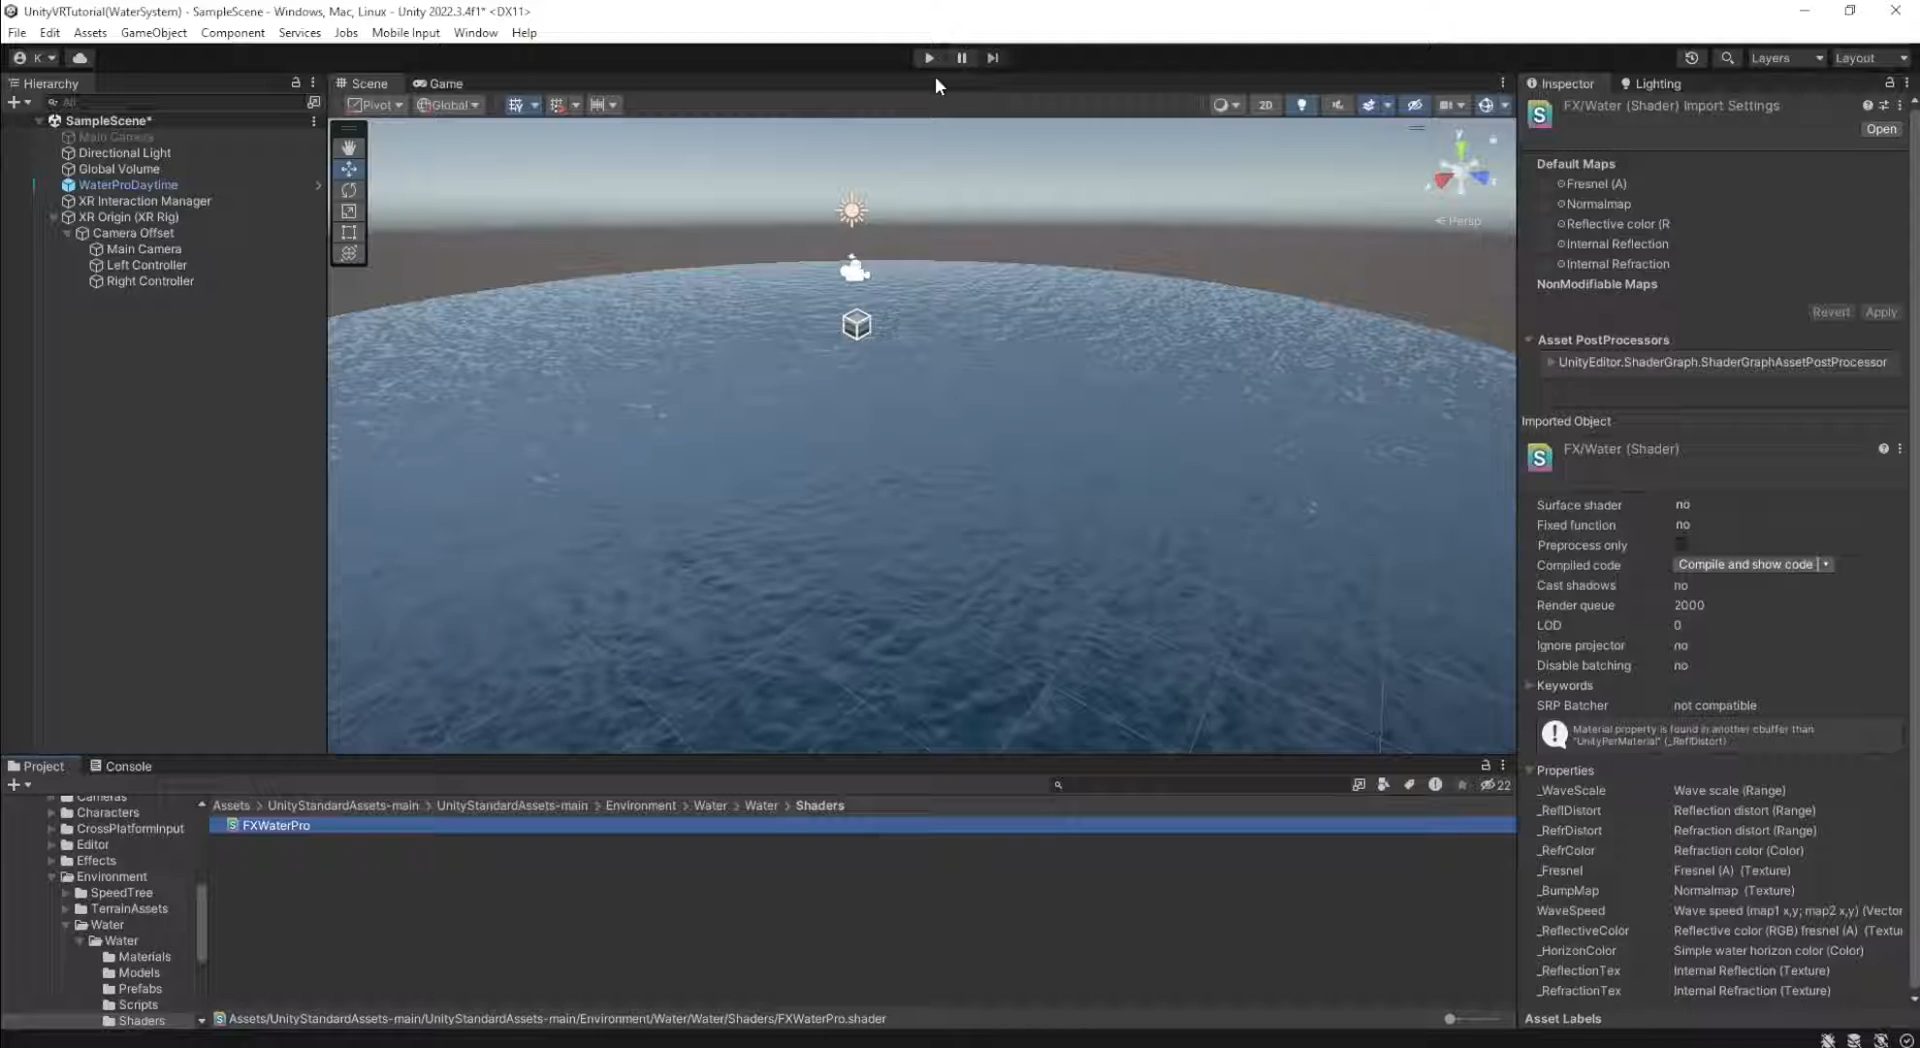 UnityVRTutorial(WaterSystem) - SampleScene - Windows, Mac, Linux - Unity 2022.3.4f1* <DX11>
File Edit Assets GameObject Component Services Jobs Mobile Input Window Help
K Layers Layout
Hierarchy
All
SampleScene*
Main Camera
Directional Light
Global Volume
WaterProDaytime
XR Interaction Manager
XR Origin (XR Rig)
Camera Offset
Main Camera
Left Controller
Right Controller
Scene Game
Pivot Global 2D
y
Persp
Inspector Lighting
FX/Water (Shader) Import Settings
Open
Default Maps
Fresnel (A)
Normalmap
Reflective color (R
Internal Reflection
Internal Refraction
NonModifiable Maps
Revert Apply
Asset PostProcessors
UnityEditor.ShaderGraph.ShaderGraphAssetPostProcessor
Imported Object
FX/Water (Shader)
Surface shader no
Fixed function no
Preprocess only
Compiled code Compile and show code
Cast shadows no
Render queue 2000
LOD 0
Ignore projector no
Disable batching no
Keywords
SRP Batcher not compatible
Material property is found in another cbuffer than
"UnityPerMaterial" (_ReflDistort)
Properties
_WaveScale Wave scale (Range)
_ReflDistort Reflection distort (Range)
_RefrDistort Refraction distort (Range)
_RefrColor Refraction color (Color)
_Fresnel Fresnel (A) (Texture)
_BumpMap Normalmap (Texture)
WaveSpeed Wave speed (map1 x,y; map2 x,y) (Vector
_ReflectiveColor Reflective color (RGB) fresnel (A) (Textu
_HorizonColor Simple water horizon color (Color)
_ReflectionTex Internal Reflection (Texture)
_RefractionTex Internal Refraction (Texture)
Asset Labels
Project Console
22
Cameras
Characters
CrossPlatformInput
Editor
Effects
Environment
SpeedTree
TerrainAssets
Water
Water
Materials
Models
Prefabs
Scripts
Shaders
Assets > UnityStandardAssets-main > UnityStandardAssets-main > Environment > Water > Water > Shaders
FXWaterPro
Assets/UnityStandardAssets-main/UnityStandardAssets-main/Environment/Water/Water/Shaders/FXWaterPro.shader